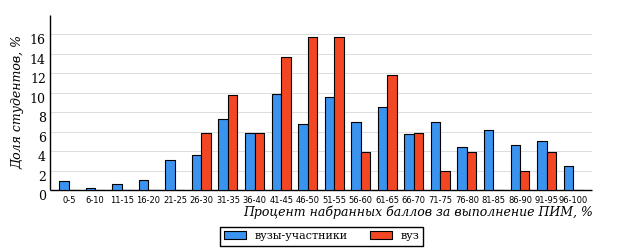 Доля студентов, %
16
14
12
10
8
6
4
2
0
0-5 6-10 11-15 16-20 21-25 26-30 31-35 36-40 41-45 46-50 51-55 56-60 61-65 66-70 71-75 76-80 81-85 86-90 91-95 96-100
Процент набранных баллов за выполнение ПИМ, %
вузы-участники вуз